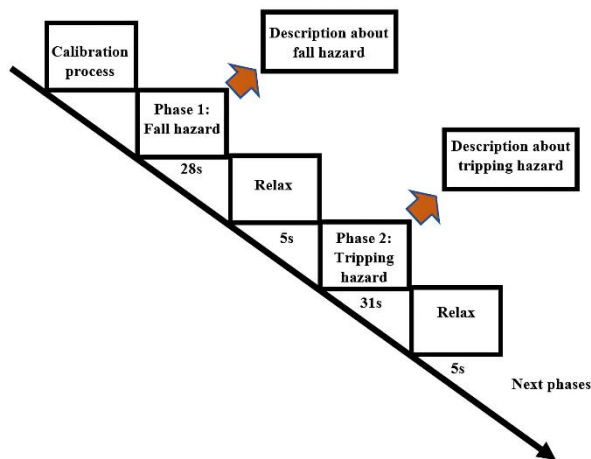 Calibration
process
Description about
fall hazard
Phase 1:
Fall hazard
28s
Relax
5s
Description about
tripping hazard
Phase 2:
Tripping
hazard
31s
Relax
5s
Next phases